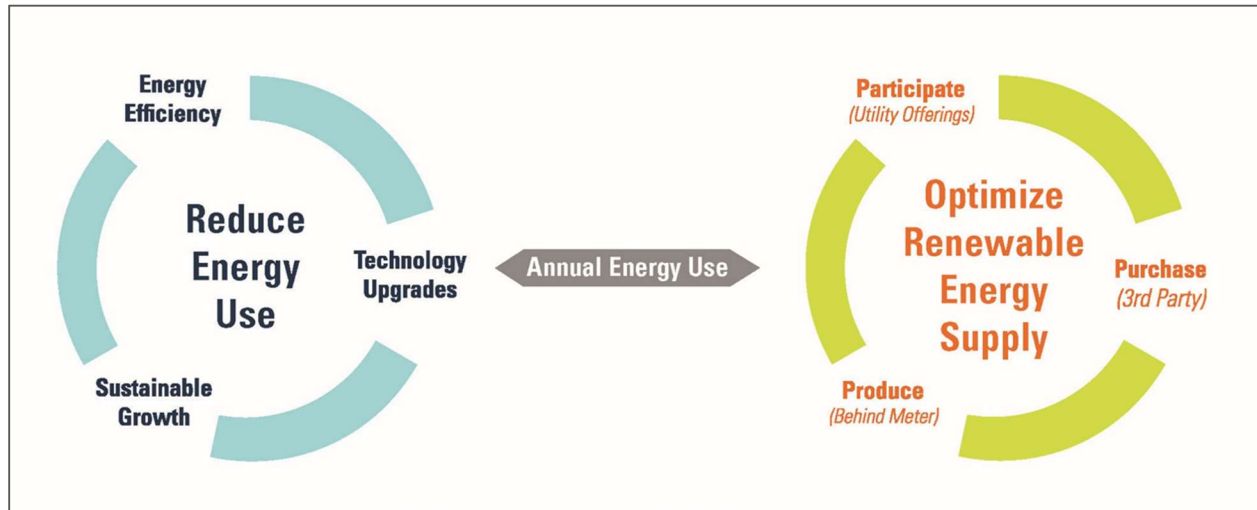 Energy
Efficiency
Reduce
Energy
Use
Technology
Upgrades
Sustainable
Growth
Annual Energy Use
Participate
(Utility Offerings)
Optimize
Renewable
Energy
Supply
Purchase
(3rd Party)
Produce
(Behind Meter)